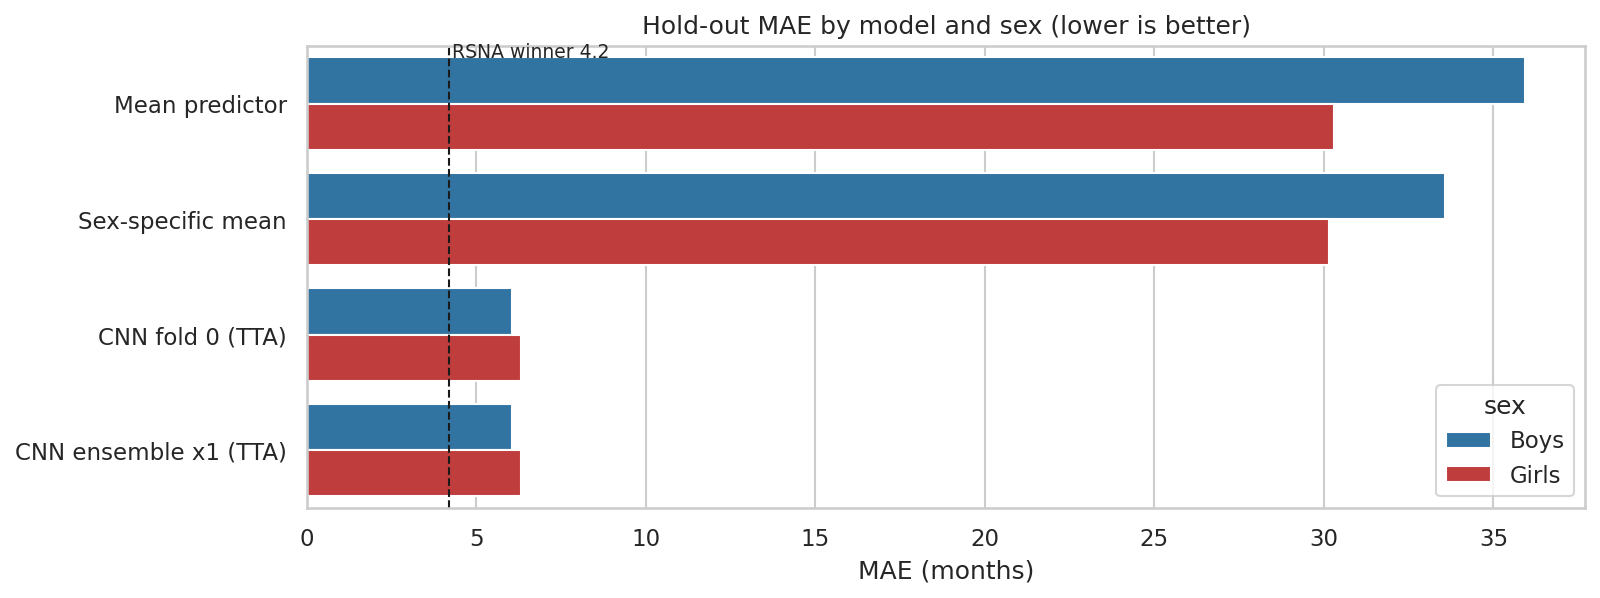 Hold-out MAE by model and sex (lower is better)
RSNA winner 4.2
Mean predictor
Sex-specific mean
CNN fold 0 (TTA)
CNN ensemble x1 (TTA)
sex
Boys
Girls
0 5 10 15 20 25 30 35
MAE (months)